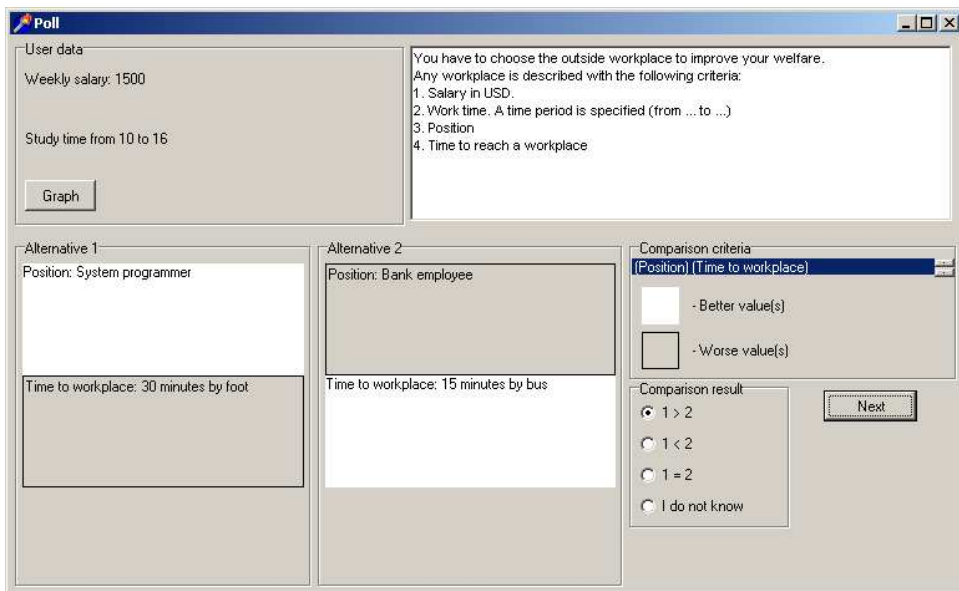 Poll
User data
Weekly salary: 1500
Study time from 10 to 16
Graph
You have to choose the outside workplace to improve your welfare.
Any workplace is described with the following criteria:
1. Salary in USD.
2. Work time. A time period is specified (from ... to ...)
3. Position
4. Time to reach a workplace
Alternative 1
Position: System programmer
Time to workplace: 30 minutes by foot
Alternative 2
Position: Bank employee
Time to workplace: 15 minutes by bus
Comparison criteria
(Position) (Time to workplace)
- Better value(s)
- Worse value(s)
Comparison result
1 > 2
1 < 2
1 = 2
I do not know
Next